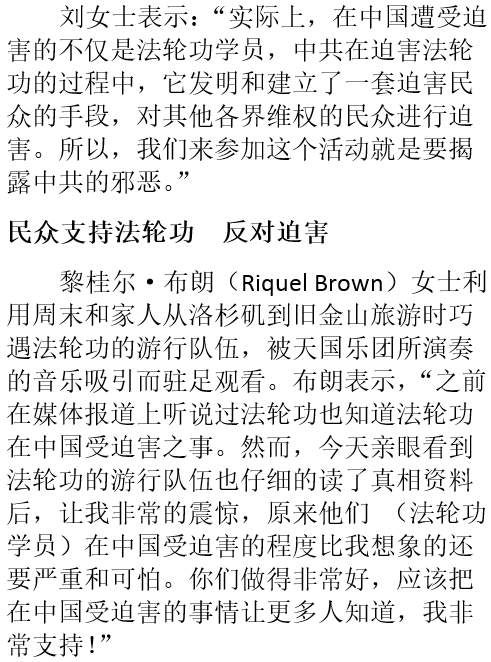 刘女士表示：“实际上，在中国遭受迫
害的不仅是法轮功学员，中共在迫害法轮
功的过程中，它发明和建立了一套迫害民
众的手段，对其他各界维权的民众进行迫
害。所以，我们来参加这个活动就是要揭
露中共的邪恶。”
民众支持法轮功　反对迫害
黎桂尔·布朗（Riquel Brown）女士利
用周末和家人从洛杉矶到旧金山旅游时巧
遇法轮功的游行队伍，被天国乐团所演奏
的音乐吸引而驻足观看。布朗表示，“之前
在媒体报道上听说过法轮功也知道法轮功
在中国受迫害之事。然而，今天亲眼看到
法轮功的游行队伍也仔细的读了真相资料
后，让我非常的震惊，原来他们 （法轮功
学员）在中国受迫害的程度比我想象的还
要严重和可怕。你们做得非常好，应该把
在中国受迫害的事情让更多人知道，我非
常支持！”